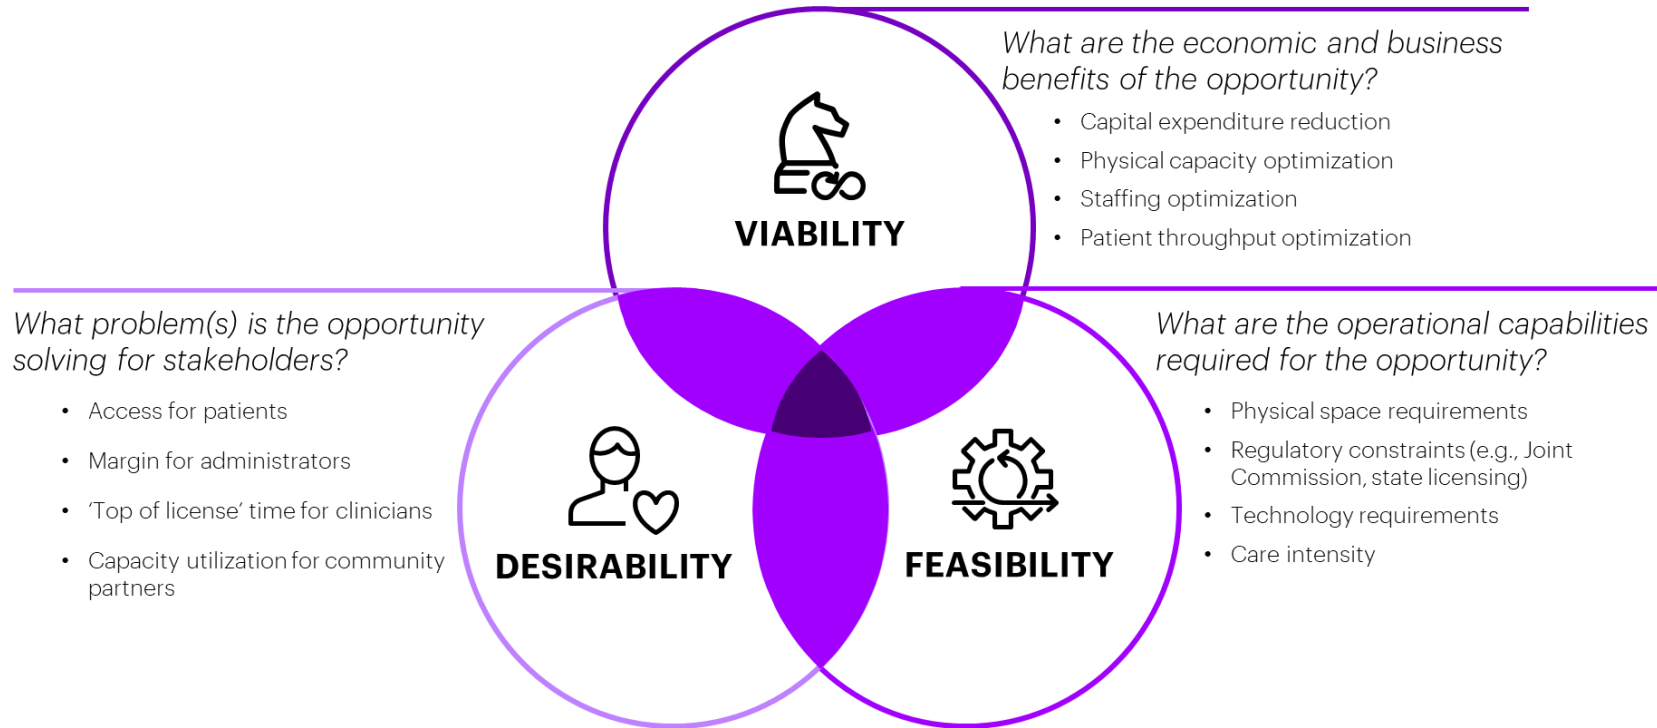 What are the economic and business
benefits of the opportunity?
• Capital expenditure reduction
• Physical capacity optimization
• Staffing optimization
• Patient throughput optimization
VIABILITY
What problem(s) is the opportunity
solving for stakeholders?
• Access for patients
• Margin for administrators
• ‘Top of license’ time for clinicians
• Capacity utilization for community
partners
DESIRABILITY
What are the operational capabilities
required for the opportunity?
• Physical space requirements
• Regulatory constraints (e.g., Joint
Commission, state licensing)
• Technology requirements
• Care intensity
FEASIBILITY